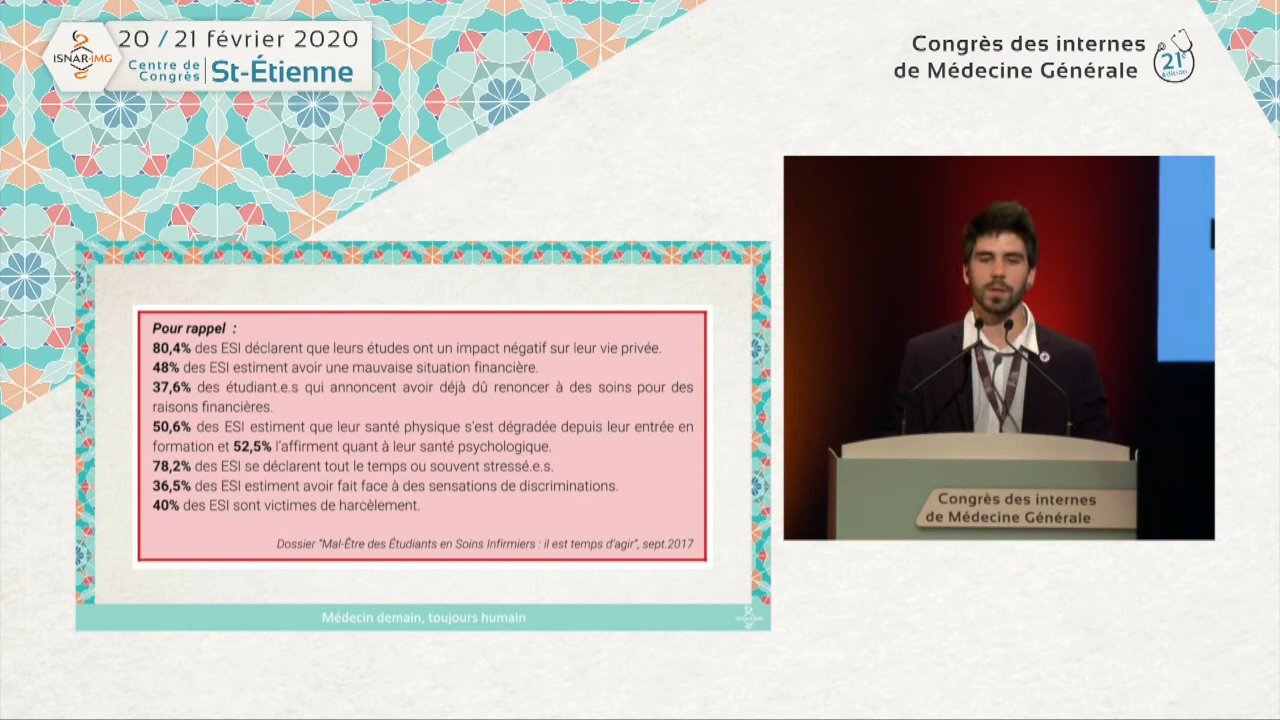 20 / 21 février 2020
ISNAR-IMG
Centre de
Congrès
St-Étienne
Congrès des internes
de Médecine Générale
21e
édition
Pour rappel :
80,4% des ESI déclarent que leurs études ont un impact négatif sur leur vie privée.
48% des ESI estiment avoir une mauvaise situation financière.
37,6% des étudiant.e.s qui annoncent avoir déjà dû renoncer à des soins pour des
raisons financières.
50,6% des ESI estiment que leur santé physique s'est dégradée depuis leur entrée en
formation et 52,5% l'affirment quant à leur santé psychologique.
78,2% des ESI se déclarent tout le temps ou souvent stressé.e.s.
36,5% des ESI estiment avoir fait face à des sensations de discriminations.
40% des ESI sont victimes de harcèlement.
Dossier "Mal-Être des Étudiants en Soins Infirmiers : il est temps d'agir", sept.2017
Médecin demain, toujours humain
ISNAR-IMG
Congrès des internes
de Médecine Générale